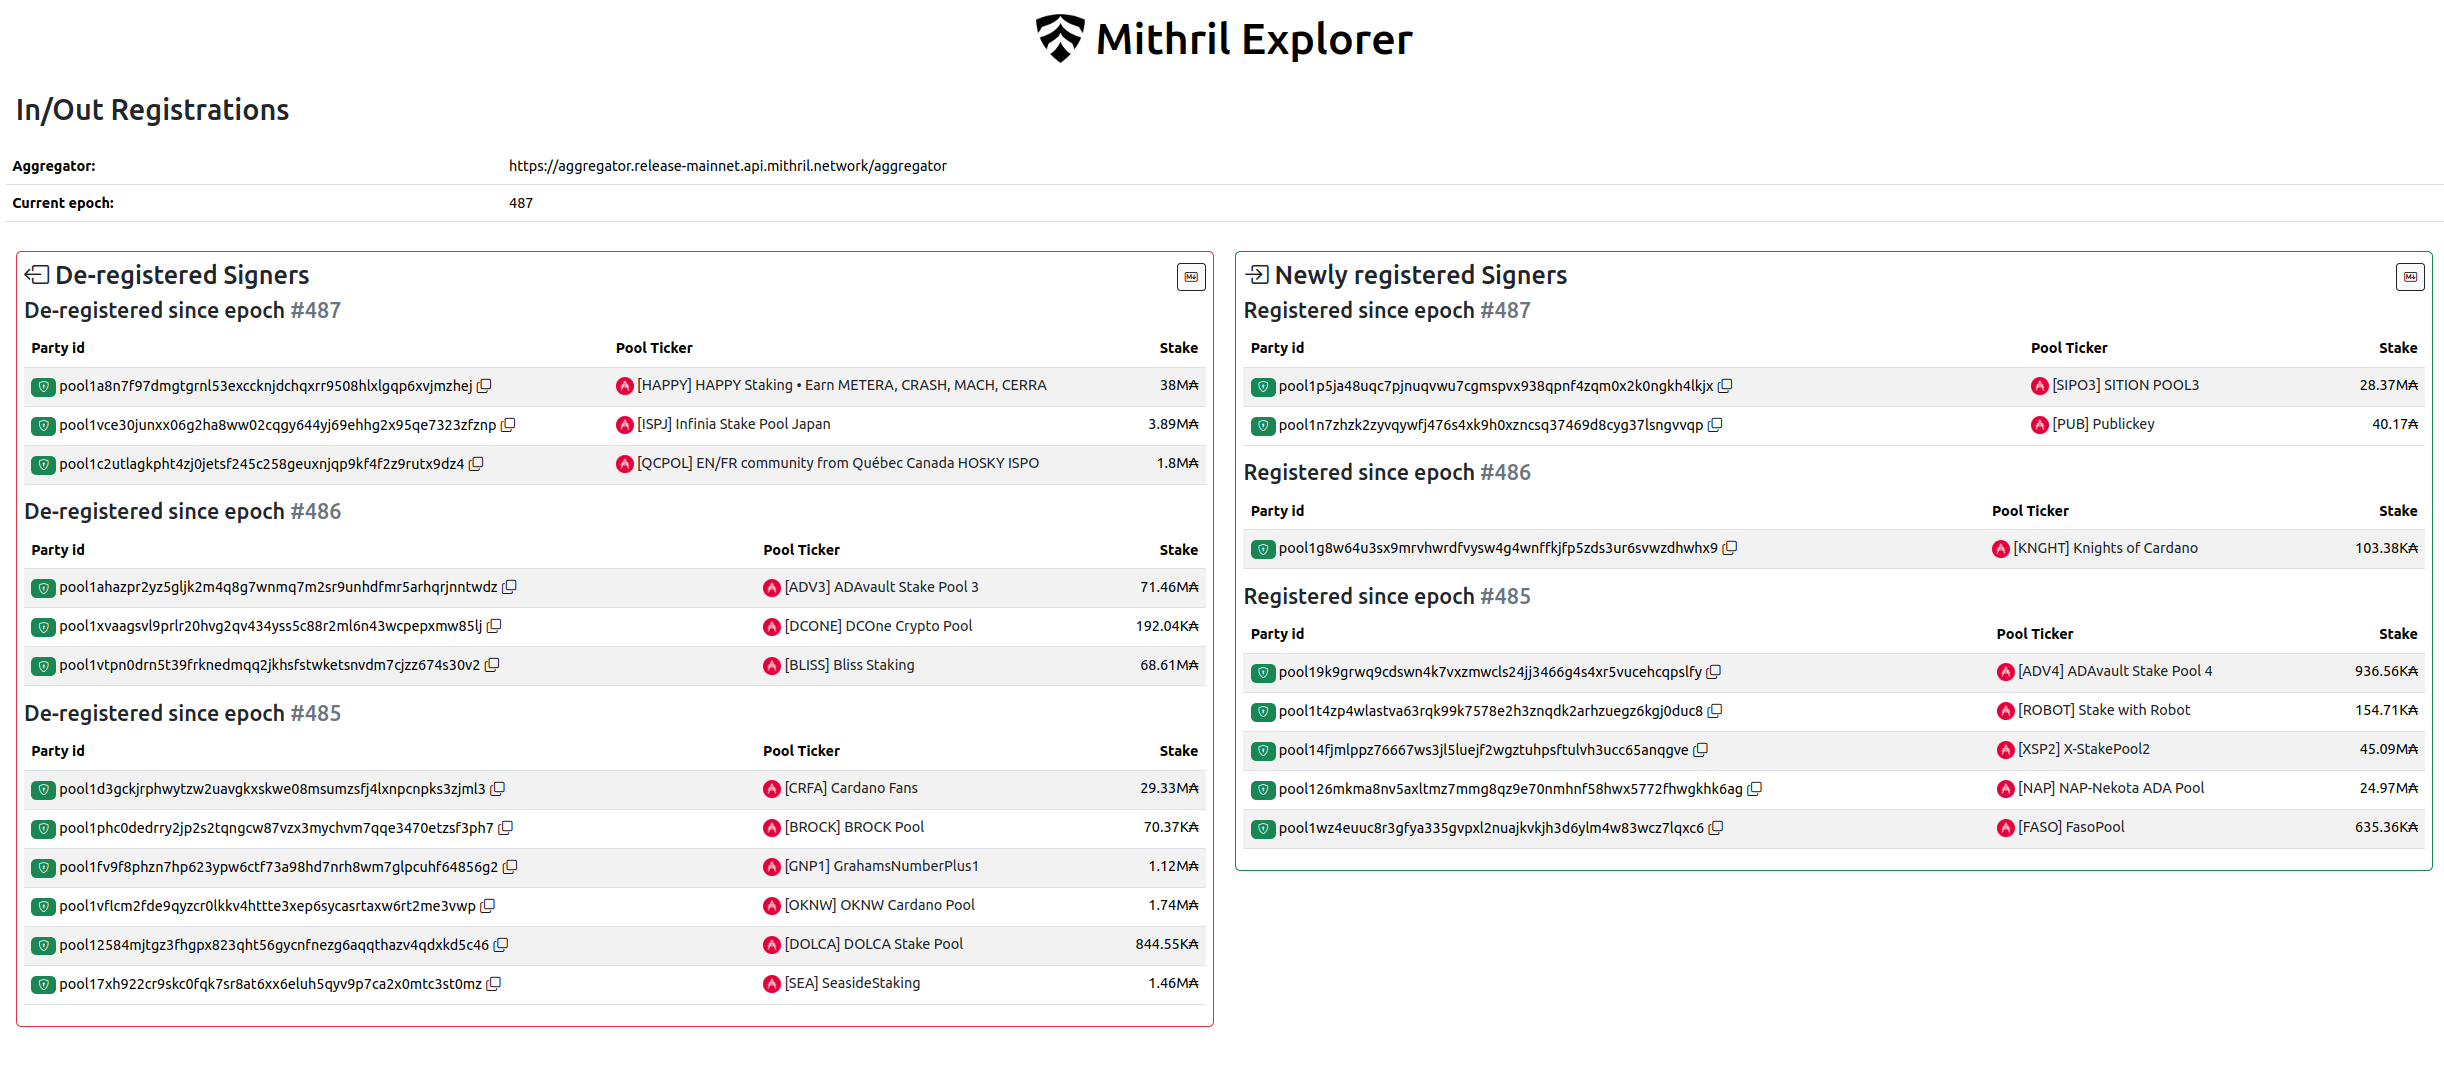 Mithril Explorer
In/Out Registrations
Aggregator: https://aggregator.release-mainnet.api.mithril.network/aggregator
Current epoch: 487
De-registered Signers
De-registered since epoch #487
Party id Pool Ticker Stake
pool1a8n7f97dmgtgrnl53exccknjdchqxrr9508hlxlgqp6xvjmzhej [HAPPY] HAPPY Staking • Earn METERA, CRASH, MACH, CERRA 38M₳
pool1vce30junxx06g2ha8ww02cqgy644yj69ehhg2x95qe7323zfznp [ISPJ] Infinia Stake Pool Japan 3.89M₳
pool1c2utlagkpht4zj0jetsf245c258geuxnjqp9kf4f2z9rutx9dz4 [QCPOL] EN/FR community from Québec Canada HOSKY ISPO 1.8M₳
De-registered since epoch #486
Party id Pool Ticker Stake
pool1ahazpr2yz5gljk2m4q8g7wnmq7m2sr9unhdfmr5arhqrjnntwdz [ADV3] ADAvault Stake Pool 3 71.46M₳
pool1xvaagsvl9prlr20hvg2qv434yss5c88r2ml6n43wcpepxmw85lj [DCONE] DCOne Crypto Pool 192.04K₳
pool1vtpn0drn5t39frknedmqq2jkhsfstwketsnvdm7cjzz674s30v2 [BLISS] Bliss Staking 68.61M₳
De-registered since epoch #485
Party id Pool Ticker Stake
pool1d3gckjrphwytzw2uavgkxskwe08msumzsfj4lxnpcnpks3zjml3 [CRFA] Cardano Fans 29.33M₳
pool1phc0dedrry2jp2s2tqngcw87vzx3mychvm7qqe3470etzsf3ph7 [BROCK] BROCK Pool 70.37K₳
pool1fv9f8phzn7hp623ypw6ctf73a98hd7nrh8wm7glpcuhf64856g2 [GNP1] GrahamsNumberPlus1 1.12M₳
pool1vflcm2fde9qyzcr0lkkv4httte3xep6sycasrtaxw6rt2me3vwp [OKNW] OKNW Cardano Pool 1.74M₳
pool12584mjtgz3fhgpx823qht56gycnfnezg6aqqthazv4qdxkd5c46 [DOLCA] DOLCA Stake Pool 844.55K₳
pool17xh922cr9skc0fqk7sr8at6xx6eluh5qyv9p7ca2x0mtc3st0mz [SEA] SeasideStaking 1.46M₳
Newly registered Signers
Registered since epoch #487
Party id Pool Ticker Stake
pool1p5ja48uqc7pjnuqvwu7cgmspvx938qpnf4zqm0x2k0ngkh4lkjx [SIPO3] SITION POOL3 28.37M₳
pool1n7zhzk2zyvqywfj476s4xk9h0xzncsq37469d8cyg37lsngvvqp [PUB] Publickey 40.17₳
Registered since epoch #486
Party id Pool Ticker Stake
pool1g8w64u3sx9mrvhwrdfvysw4g4wnffkjfp5zds3ur6svwzdhwhx9 [KNGHT] Knights of Cardano 103.38K₳
Registered since epoch #485
Party id Pool Ticker Stake
pool19k9grwq9cdswn4k7vxzmwcls24jj3466g4s4xr5vucehcqpslfy [ADV4] ADAvault Stake Pool 4 936.56K₳
pool1t4zp4wlastva63rqk99k7578e2h3znqdk2arhzuegz6kgj0duc8 [ROBOT] Stake with Robot 154.71K₳
pool14fjmlppz76667ws3jl5luejf2wgztuhpsftulvh3ucc65anqgve [XSP2] X-StakePool2 45.09M₳
pool126mkma8nv5axltmz7mmg8qz9e70nmhnf58hwx5772fhwgkhk6ag [NAP] NAP-Nekota ADA Pool 24.97M₳
pool1wz4euuc8r3gfya335gvpxl2nuajkvkjh3d6ylm4w83wcz7lqxc6 [FASO] FasoPool 635.36K₳